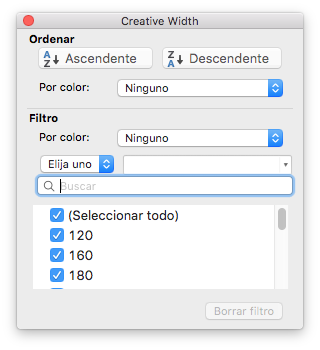 Creative Width
Ordenar
A Z Ascendente Z A Descendente
Por color: Ninguno
Filtro
Por color: Ninguno
Elija uno
Buscar
(Seleccionar todo)
120
160
180
Borrar filtro